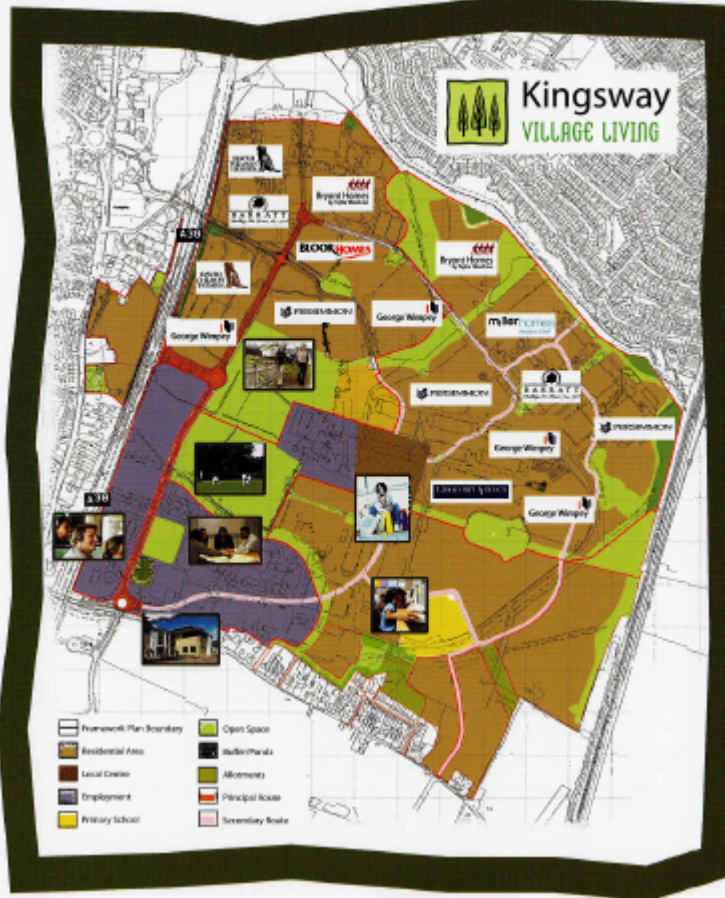 Kingsway
VILLAGE LIVING
BARRATT
Bryant Homes
A38
BLOOR HOMES
Bryant Homes
George Wimpey
PERSIMMON
George Wimpey
miller homes
PERSIMMON
BARRATT
PERSIMMON
George Wimpey
A38
George Wimpey
Framework Plan Boundary
Open Space
Residential Area
Buffer/Ponds
Local Centre
Allotments
Employment
Principal Route
Primary School
Secondary Route